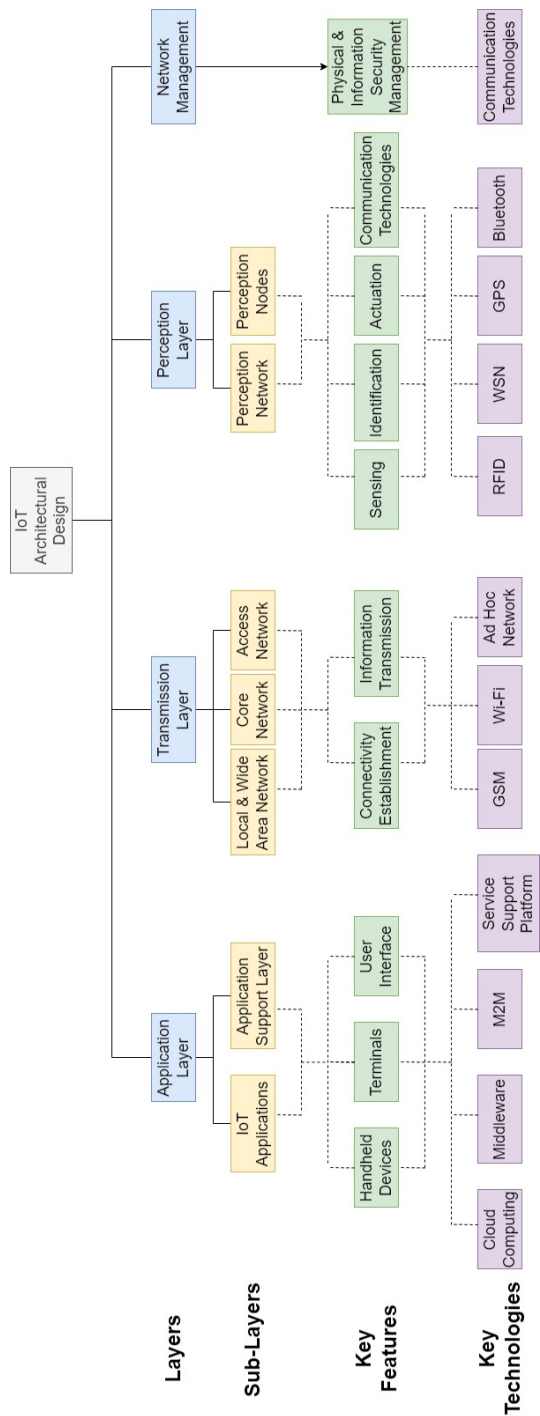 IoT
Architectural
Design
Layers
Application
Layer
Transmission
Layer
Perception
Layer
Network
Management
Sub-Layers
IoT
Applications
Application
Support Layer
Local & Wide
Area Network
Core
Network
Access
Network
Perception
Network
Perception
Nodes
Key
Features
Handheld
Devices
Terminals
User
Interface
Connectivity
Establishment
Information
Transmission
Sensing
Identification
Actuation
Communication
Technologies
Physical &
Information
Security
Management
Key
Technologies
Cloud
Computing
Middleware
M2M
Service
Support
Platform
GSM
Wi-Fi
Ad Hoc
Network
RFID
WSN
GPS
Bluetooth
Communication
Technologies